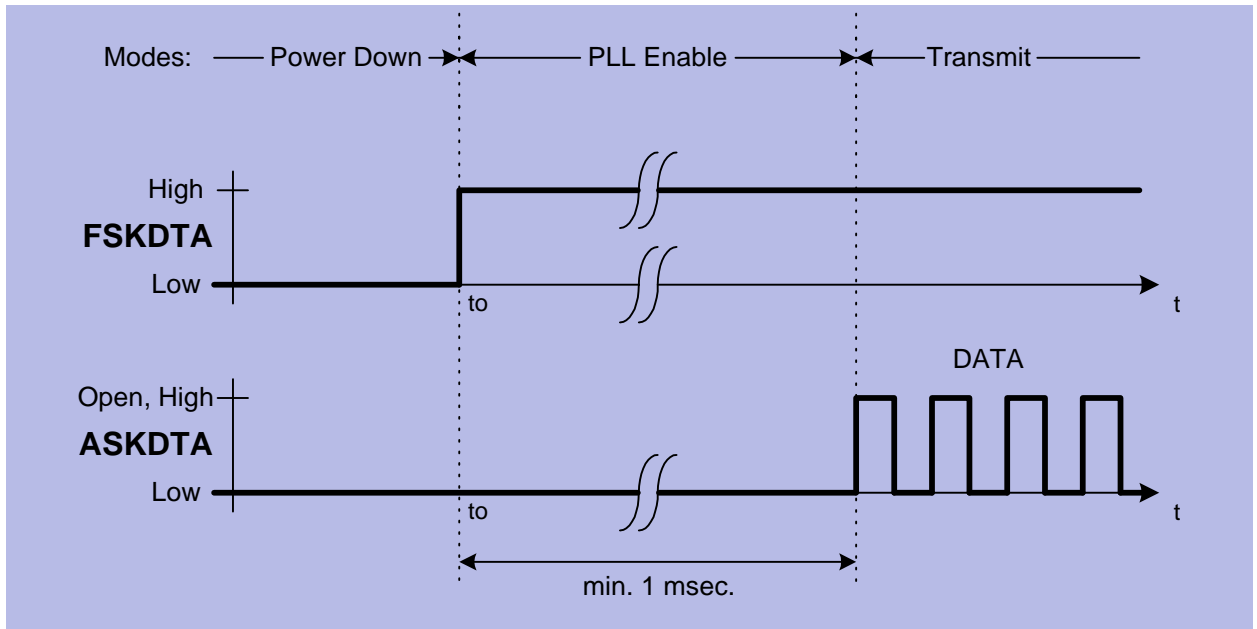 Modes: Power Down PLL Enable Transmit
High
FSKDTA
Low
to
t
DATA
Open, High
ASKDTA
Low
to
t
min. 1 msec.